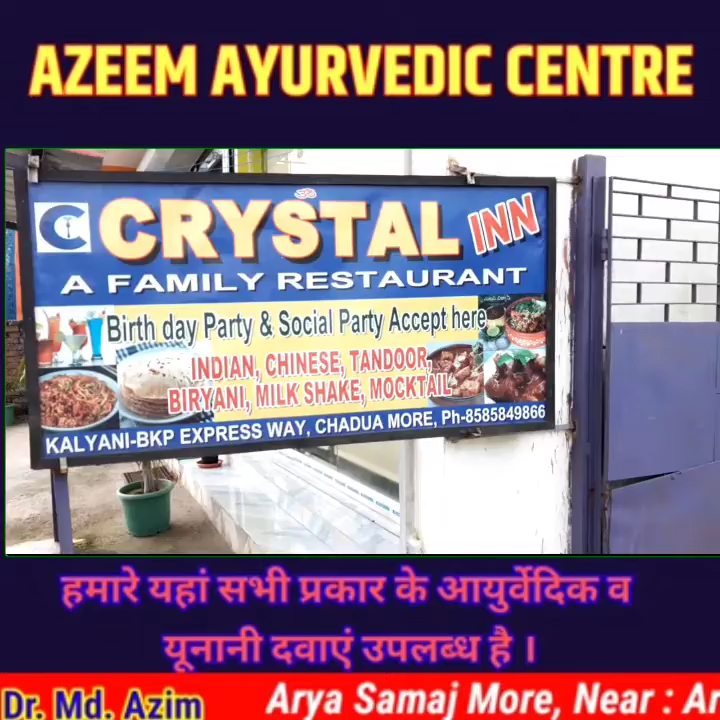 AZEEM AYURVEDIC CENTRE
C CRYSTAL INN
A FAMILY RESTAURANT
Birth day Party & Social Party Accept here
INDIAN, CHINESE, TANDOOR,
BIRYANI, MILK SHAKE, MOCKTAIL
KALYANI-BKP EXPRESS WAY, CHADUA MORE, Ph-8585849866
हमारे यहां सभी प्रकार के आयुर्वेदिक व
यूनानी दवाएं उपलब्ध है ।
Dr. Md. Azim Arya Samaj More, Near : Ar